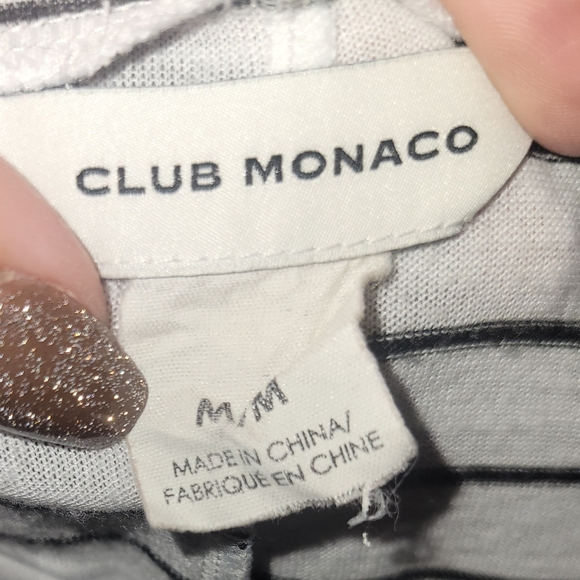 CLUB MONACO
M/M
MADE IN CHINA/
FABRIQUE EN CHINE